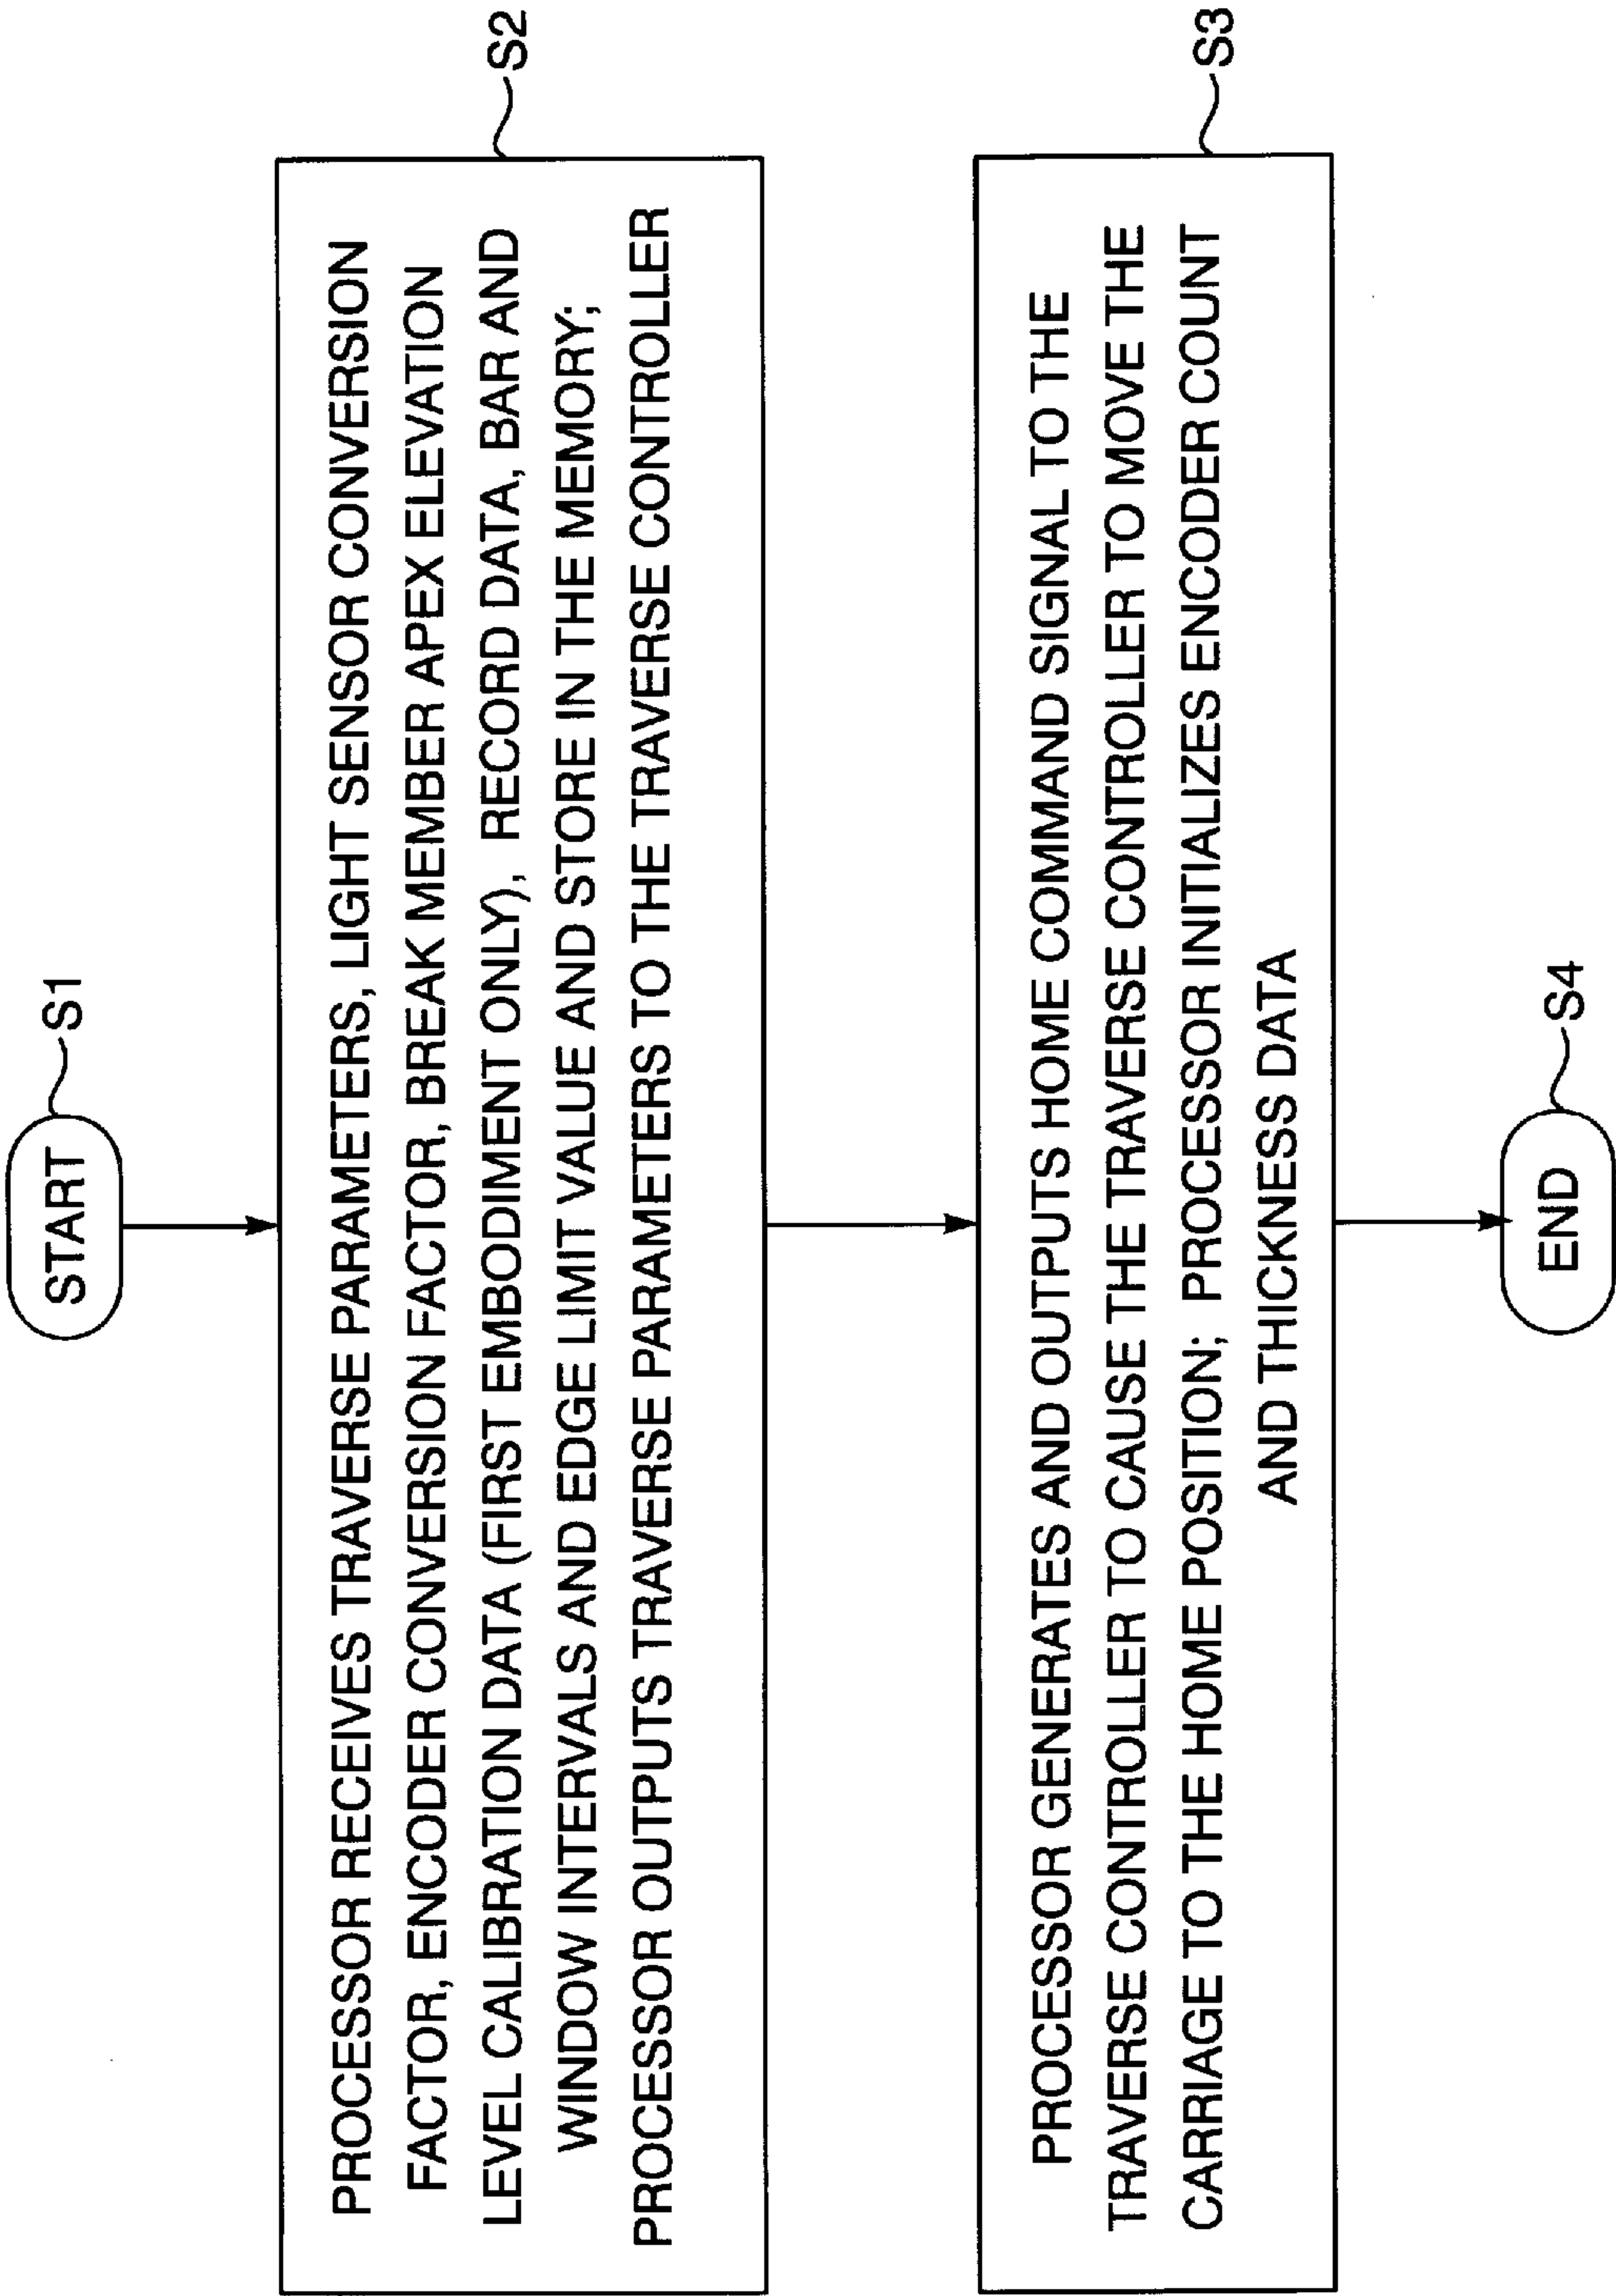 START
S1
PROCESSOR RECEIVES TRAVERSE PARAMETERS, LIGHT SENSOR CONVERSION
FACTOR, ENCODER CONVERSION FACTOR, BREAK MEMBER APEX ELEVATION
LEVEL CALIBRATION DATA (FIRST EMBODIMENT ONLY), RECORD DATA, BAR AND
WINDOW INTERVALS AND EDGE LIMIT VALUE AND STORE IN THE MEMORY;
PROCESSOR OUTPUTS TRAVERSE PARAMETERS TO THE TRAVERSE CONTROLLER
S2
PROCESSOR GENERATES AND OUTPUTS HOME COMMAND SIGNAL TO THE
TRAVERSE CONTROLLER TO CAUSE THE TRAVERSE CONTROLLER TO MOVE THE
CARRIAGE TO THE HOME POSITION; PROCESSOR INITIALIZES ENCODER COUNT
AND THICKNESS DATA
S3
END
S4